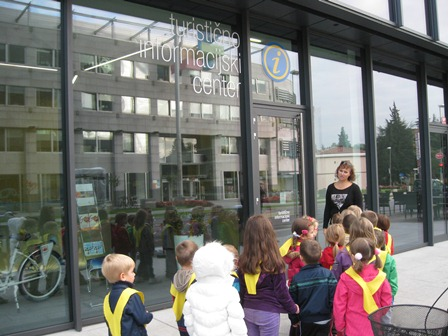 turistično
informacijski
center
i